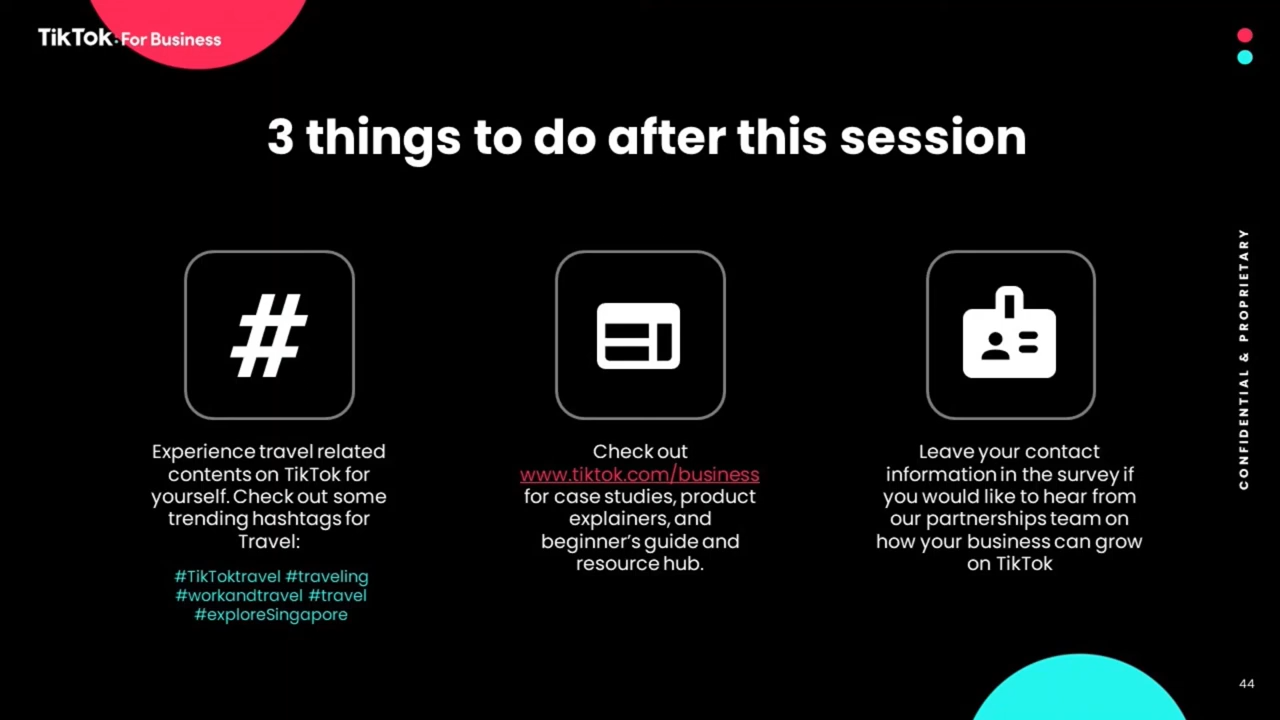 TikTok: For Business
3 things to do after this session
#
Experience travel related
contents on TikTok for
yourself. Check out some
trending hashtags for
Travel:
#TikToktravel #traveling
#workandtravel #travel
#exploreSingapore
Check out
www.tiktok.com/business
for case studies, product
explainers, and
beginner’s guide and
resource hub.
Leave your contact
information in the survey if
you would like to hear from
our partnerships team on
how your business can grow
on TikTok
CONFIDENTIAL & PROPRIETARY
44